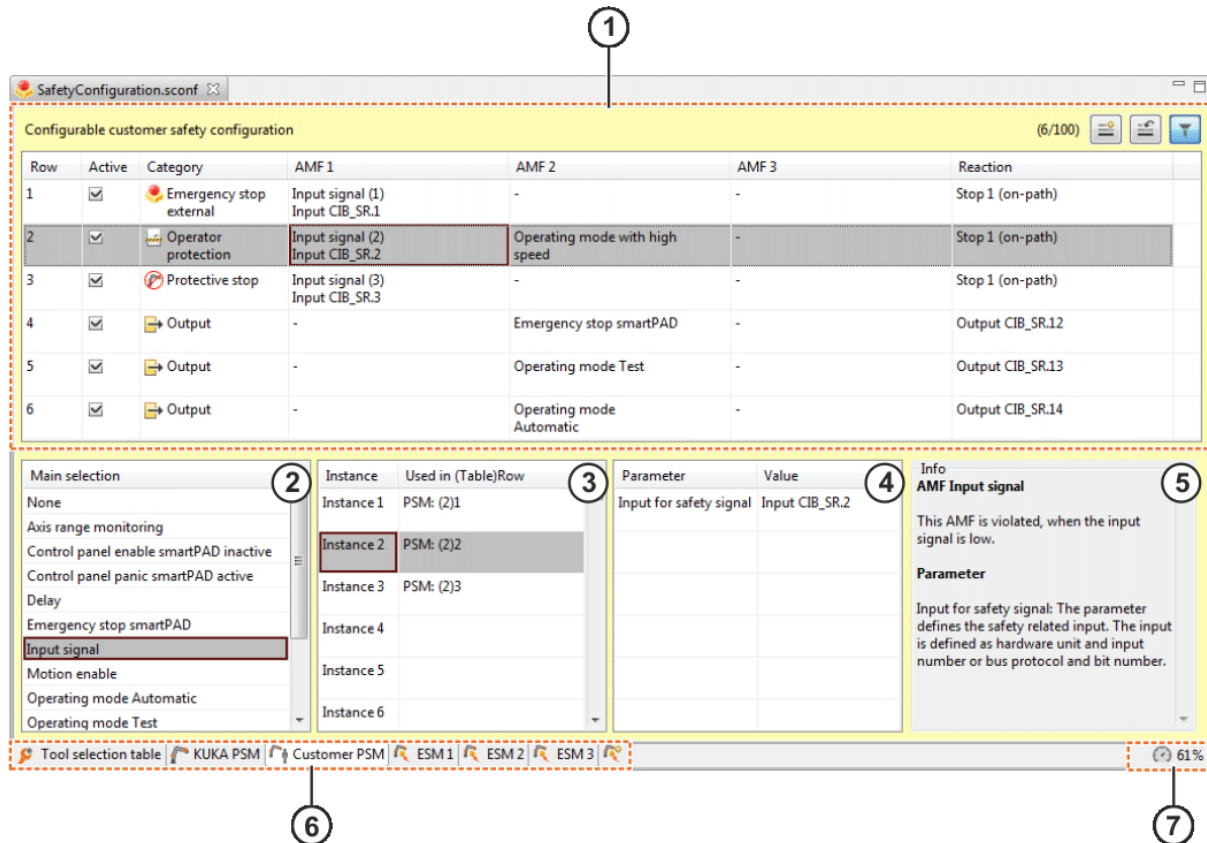 1
SafetyConfiguration.sconf
Configurable customer safety configuration (6/100)
Row Active Category AMF 1 AMF 2 AMF 3 Reaction
1 Emergency stop external Input signal (1) Input CIB_SR.1 - - Stop 1 (on-path)
2 Operator protection Input signal (2) Input CIB_SR.2 Operating mode with high speed - Stop 1 (on-path)
3 Protective stop Input signal (3) Input CIB_SR.3 - - Stop 1 (on-path)
4 Output - Emergency stop smartPAD - Output CIB_SR.12
5 Output - Operating mode Test - Output CIB_SR.13
6 Output - Operating mode Automatic - Output CIB_SR.14
Main selection 2
None
Axis range monitoring
Control panel enable smartPAD inactive
Control panel panic smartPAD active
Delay
Emergency stop smartPAD
Input signal
Motion enable
Operating mode Automatic
Operating mode Test
Instance Used in (Table)Row 3
Instance 1 PSM: (2)1
Instance 2 PSM: (2)2
Instance 3 PSM: (2)3
Instance 4
Instance 5
Instance 6
Parameter Value 4
Input for safety signal Input CIB_SR.2
Info 5
AMF Input signal
This AMF is violated, when the input
signal is low.
Parameter
Input for safety signal: The parameter
defines the safety related input. The input
is defined as hardware unit and input
number or bus protocol and bit number.
Tool selection table KUKA PSM Customer PSM ESM 1 ESM 2 ESM 3 61%
6 7